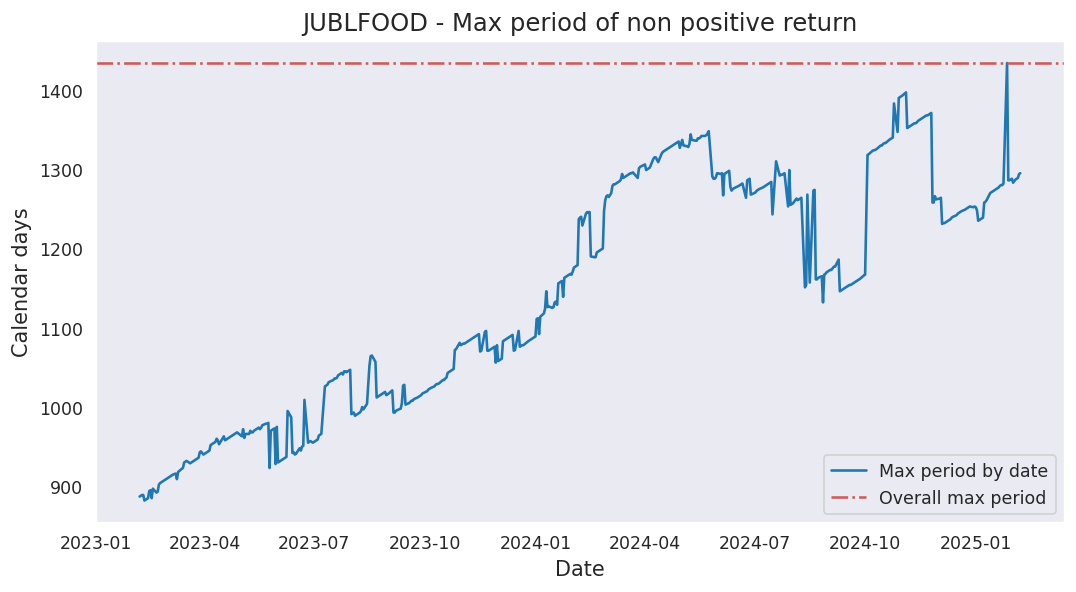 JUBLFOOD - Max period of non positive return
Calendar days
1400
1300
1200
1100
1000
900
Max period by date
Overall max period
2023-01 2023-04 2023-07 2023-10 2024-01 2024-04 2024-07 2024-10 2025-01
Date